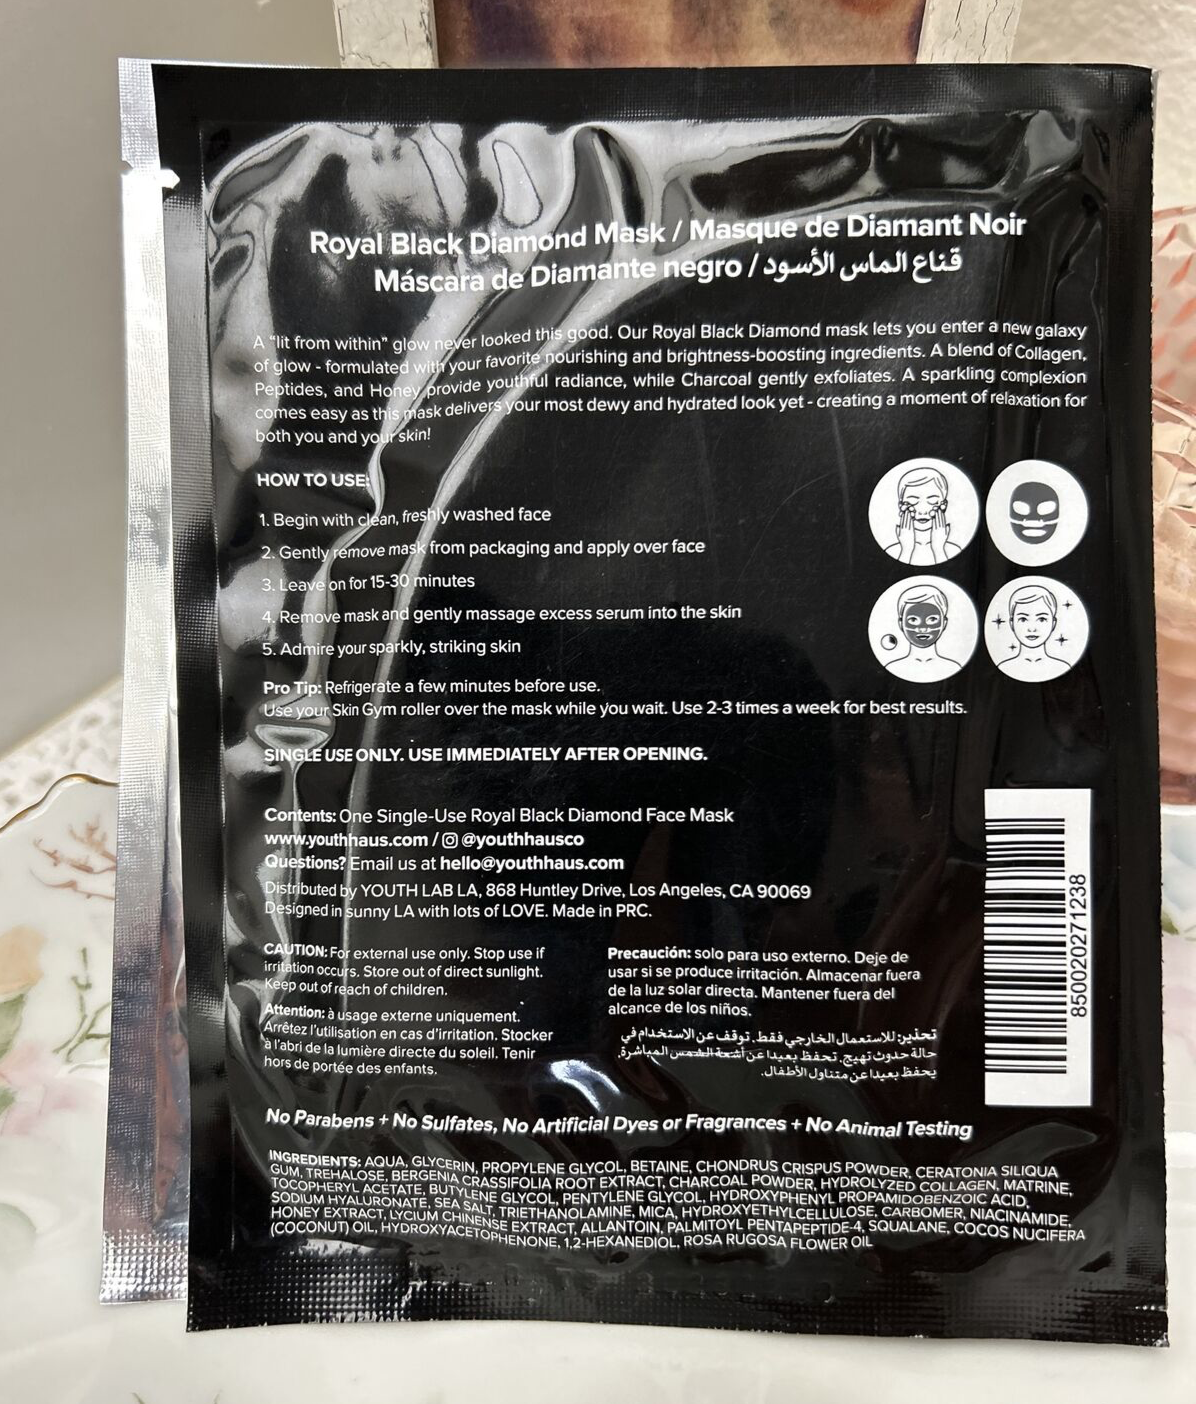 Royal Black Diamond Mask / Masque de Diamant Noir
Máscara de Diamante negro / قناع الماس الأسود
A “lit from within” glow never looked this good. Our Royal Black Diamond mask lets you enter a new galaxy
of glow - formulated with your favorite nourishing and brightness-boosting ingredients. A blend of Collagen,
Peptides, and Honey provide youthful radiance, while Charcoal gently exfoliates. A sparkling complexion
comes easy as this mask delivers your most dewy and hydrated look yet - creating a moment of relaxation for
both you and your skin!
HOW TO USE:
1. Begin with clean, freshly washed face
2. Gently remove mask from packaging and apply over face
3. Leave on for 15-30 minutes
4. Remove mask and gently massage excess serum into the skin
5. Admire your sparkly, striking skin
Pro Tip: Refrigerate a few minutes before use.
Use your Skin Gym roller over the mask while you wait. Use 2-3 times a week for best results.
SINGLE USE ONLY. USE IMMEDIATELY AFTER OPENING.
Contents: One Single-Use Royal Black Diamond Face Mask
www.youthhaus.com / @youthhausco
Questions? Email us at hello@youthhaus.com
Distributed by YOUTH LAB LA, 868 Huntley Drive, Los Angeles, CA 90069
Designed in sunny LA with lots of LOVE. Made in PRC.
CAUTION: For external use only. Stop use if
irritation occurs. Store out of direct sunlight.
Keep out of reach of children.
Attention: à usage externe uniquement.
Arrêtez l'utilisation en cas d'irritation. Stocker
à l'abri de la lumière directe du soleil. Tenir
hors de portée des enfants.
Precaución: solo para uso externo. Deje de
usar si se produce irritación. Almacenar fuera
de la luz solar directa. Mantener fuera del
alcance de los niños.
تحذير: للاستعمال الخارجي فقط. توقف عن الاستخدام في
حالة حدوث تهيج. تحفظ بعيدا عن أشعة الشمس المباشرة.
يحفظ بعيدا عن متناول الأطفال.
850020271238
No Parabens + No Sulfates, No Artificial Dyes or Fragrances + No Animal Testing
INGREDIENTS: AQUA, GLYCERIN, PROPYLENE GLYCOL, BETAINE, CHONDRUS CRISPUS POWDER, CERATONIA SILIQUA
GUM, TREHALOSE, BERGENIA CRASSIFOLIA ROOT EXTRACT, CHARCOAL POWDER, HYDROLYZED COLLAGEN, MATRINE,
TOCOPHERYL ACETATE, BUTYLENE GLYCOL, PENTYLENE GLYCOL, HYDROXYPHENYL PROPAMIDOBENZOIC ACID,
SODIUM HYALURONATE, SEA SALT, TRIETHANOLAMINE, MICA, HYDROXYETHYLCELLULOSE, CARBOMER, NIACINAMIDE,
HONEY EXTRACT, LYCIUM CHINENSE EXTRACT, ALLANTOIN, PALMITOYL PENTAPEPTIDE-4, SQUALANE, COCOS NUCIFERA
(COCONUT) OIL, HYDROXYACETOPHENONE, 1,2-HEXANEDIOL, ROSA RUGOSA FLOWER OIL